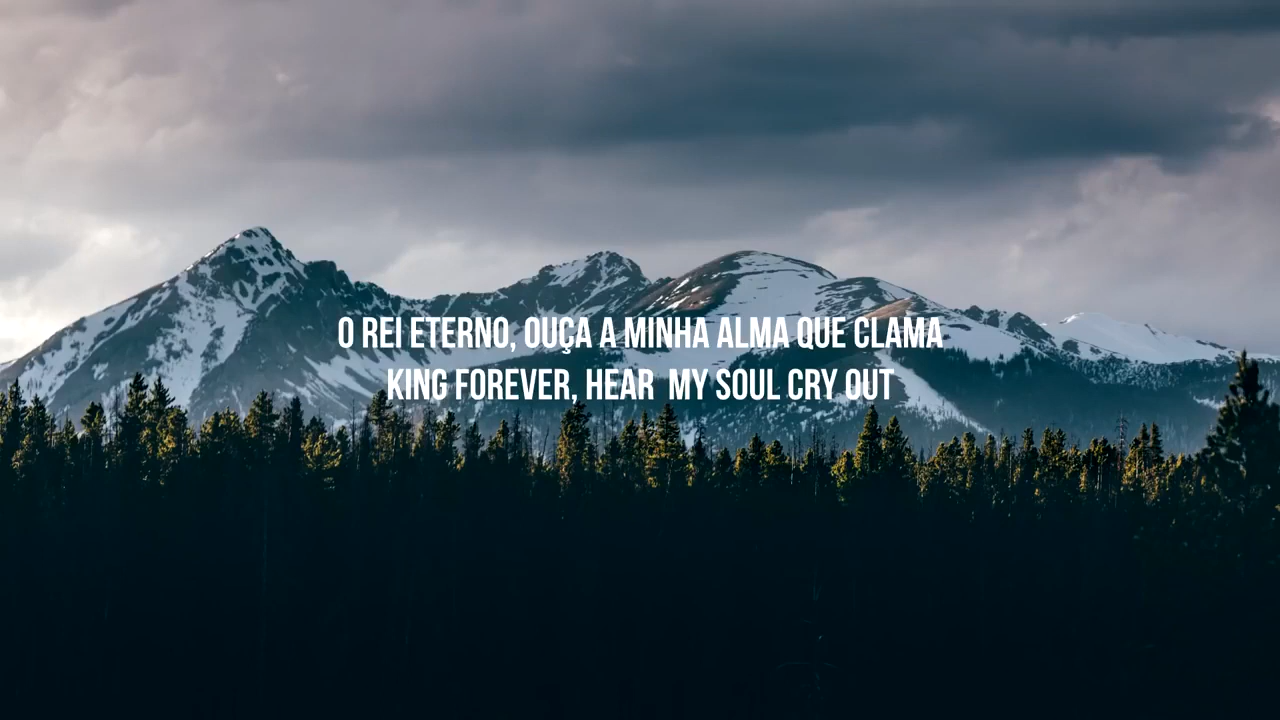 O REI ETERNO, OUÇA A MINHA ALMA QUE CLAMA
KING FOREVER, HEAR  MY SOUL CRY OUT